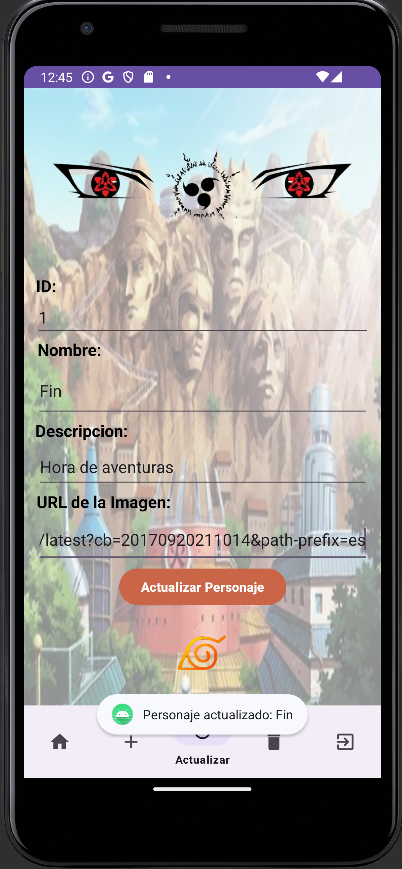 12:45
ID:
1
Nombre:
Fin
Descripcion:
Hora de aventuras
URL de la Imagen:
/latest?cb=20170920211014&path-prefix=es
Actualizar Personaje
Personaje actualizado: Fin
Actualizar